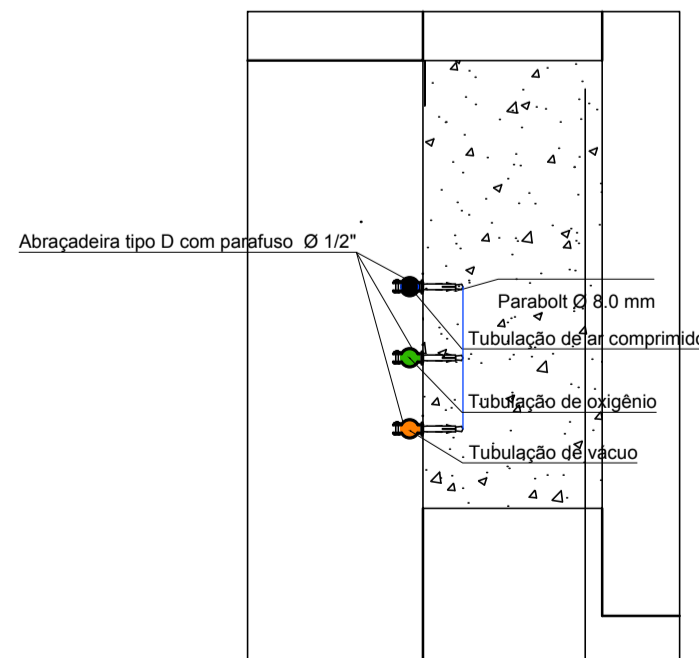 Abraçadeira tipo D com parafuso Ø 1/2"
Parabolt Ø 8.0 mm
Tubulação de ar comprimido
Tubulação de oxigênio
Tubulação de vácuo